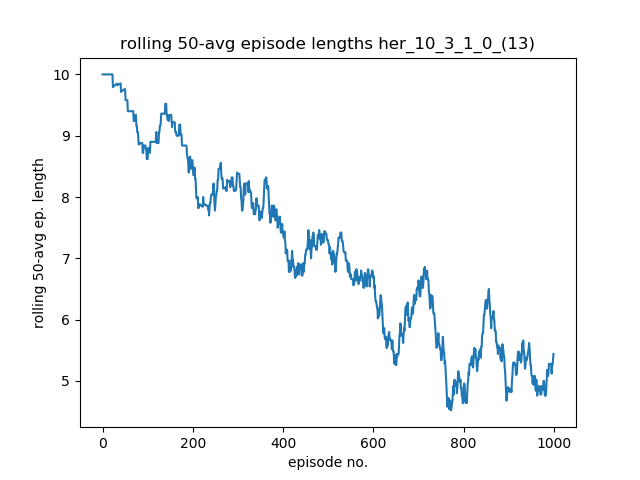 rolling 50-avg episode lengths her_10_3_1_0_(13)
rolling 50-avg ep. length
10
9
8
7
6
5
0 200 400 600 800 1000
episode no.